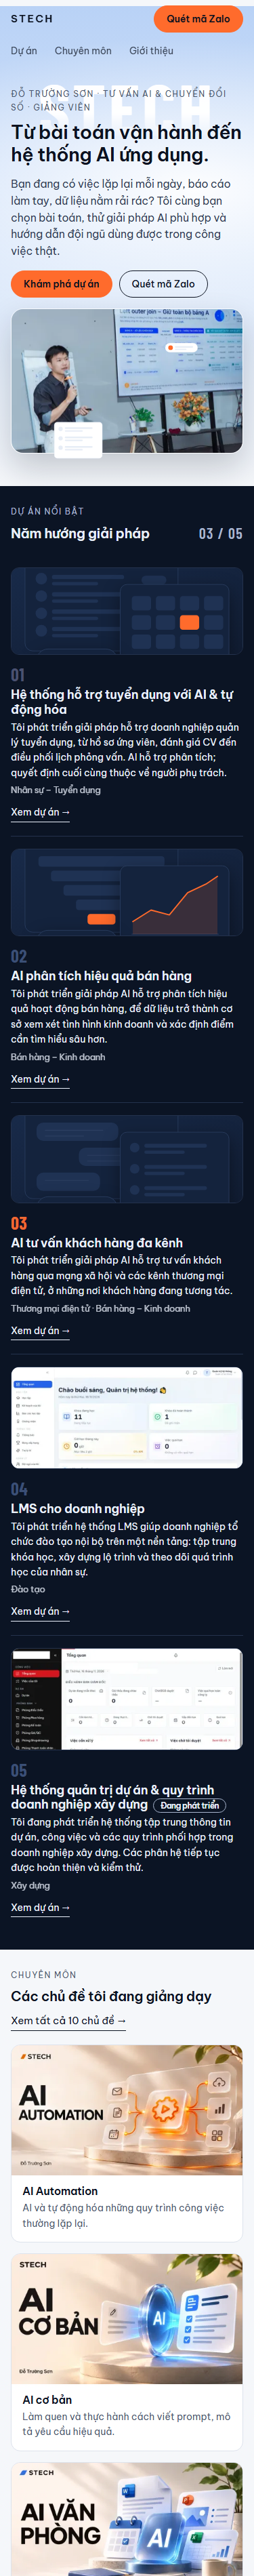 STECH
Quét mã Zalo
Dự án
Chuyên môn
Giới thiệu
STECH
ĐỖ TRƯỜNG SƠN · TƯ VẤN AI & CHUYỂN ĐỔI
SỐ · GIẢNG VIÊN
Từ bài toán vận hành đến
hệ thống AI ứng dụng.
Bạn đang có việc lặp lại mỗi ngày, báo cáo
làm tay, dữ liệu nằm rải rác? Tôi cùng bạn
chọn bài toán, thử giải pháp AI phù hợp và
hướng dẫn đội ngũ dùng được trong công
việc thật.
Khám phá dự án
Quét mã Zalo
DỰ ÁN NỔI BẬT
Năm hướng giải pháp
03 / 05
01
Hệ thống hỗ trợ tuyển dụng với AI & tự
động hóa
Tôi phát triển giải pháp hỗ trợ doanh nghiệp quản
lý tuyển dụng, từ hồ sơ ứng viên, đánh giá CV đến
điều phối lịch phỏng vấn. AI hỗ trợ phân tích;
quyết định cuối cùng thuộc về người phụ trách.
Nhân sự – Tuyển dụng
Xem dự án →
02
AI phân tích hiệu quả bán hàng
Tôi phát triển giải pháp AI hỗ trợ phân tích hiệu
quả hoạt động bán hàng, để dữ liệu trở thành cơ
sở xem xét tình hình kinh doanh và xác định điểm
cần tìm hiểu sâu hơn.
Bán hàng – Kinh doanh
Xem dự án →
03
AI tư vấn khách hàng đa kênh
Tôi phát triển giải pháp AI hỗ trợ tư vấn khách
hàng qua mạng xã hội và các kênh thương mại
điện tử, ở những nơi khách hàng đang tương tác.
Thương mại điện tử · Bán hàng – Kinh doanh
Xem dự án →
Chào buổi sáng, Quản trị hệ thống!
04
LMS cho doanh nghiệp
Tôi phát triển hệ thống LMS giúp doanh nghiệp tổ
chức đào tạo nội bộ trên một nền tảng: tập trung
khóa học, xây dựng lộ trình và theo dõi quá trình
học của nhân sự.
Đào tạo
Xem dự án →
Tổng quan
05
Hệ thống quản trị dự án & quy trình
doanh nghiệp xây dựng Đang phát triển
Tôi đang phát triển hệ thống tập trung thông tin
dự án, công việc và các quy trình phối hợp trong
doanh nghiệp xây dựng. Các phân hệ tiếp tục
được hoàn thiện và kiểm thử.
Xây dựng
Xem dự án →
CHUYÊN MÔN
Các chủ đề tôi đang giảng dạy
Xem tất cả 10 chủ đề →
STECH
AI
AUTOMATION
Đỗ Trường Sơn
AI Automation
AI và tự động hóa những quy trình công việc
thường lặp lại.
STECH
AI
CƠ BẢN
Đỗ Trường Sơn
AI cơ bản
Làm quen và thực hành cách viết prompt, mô
tả yêu cầu hiệu quả.
STECH
AI VĂN
PHÒNG
AI